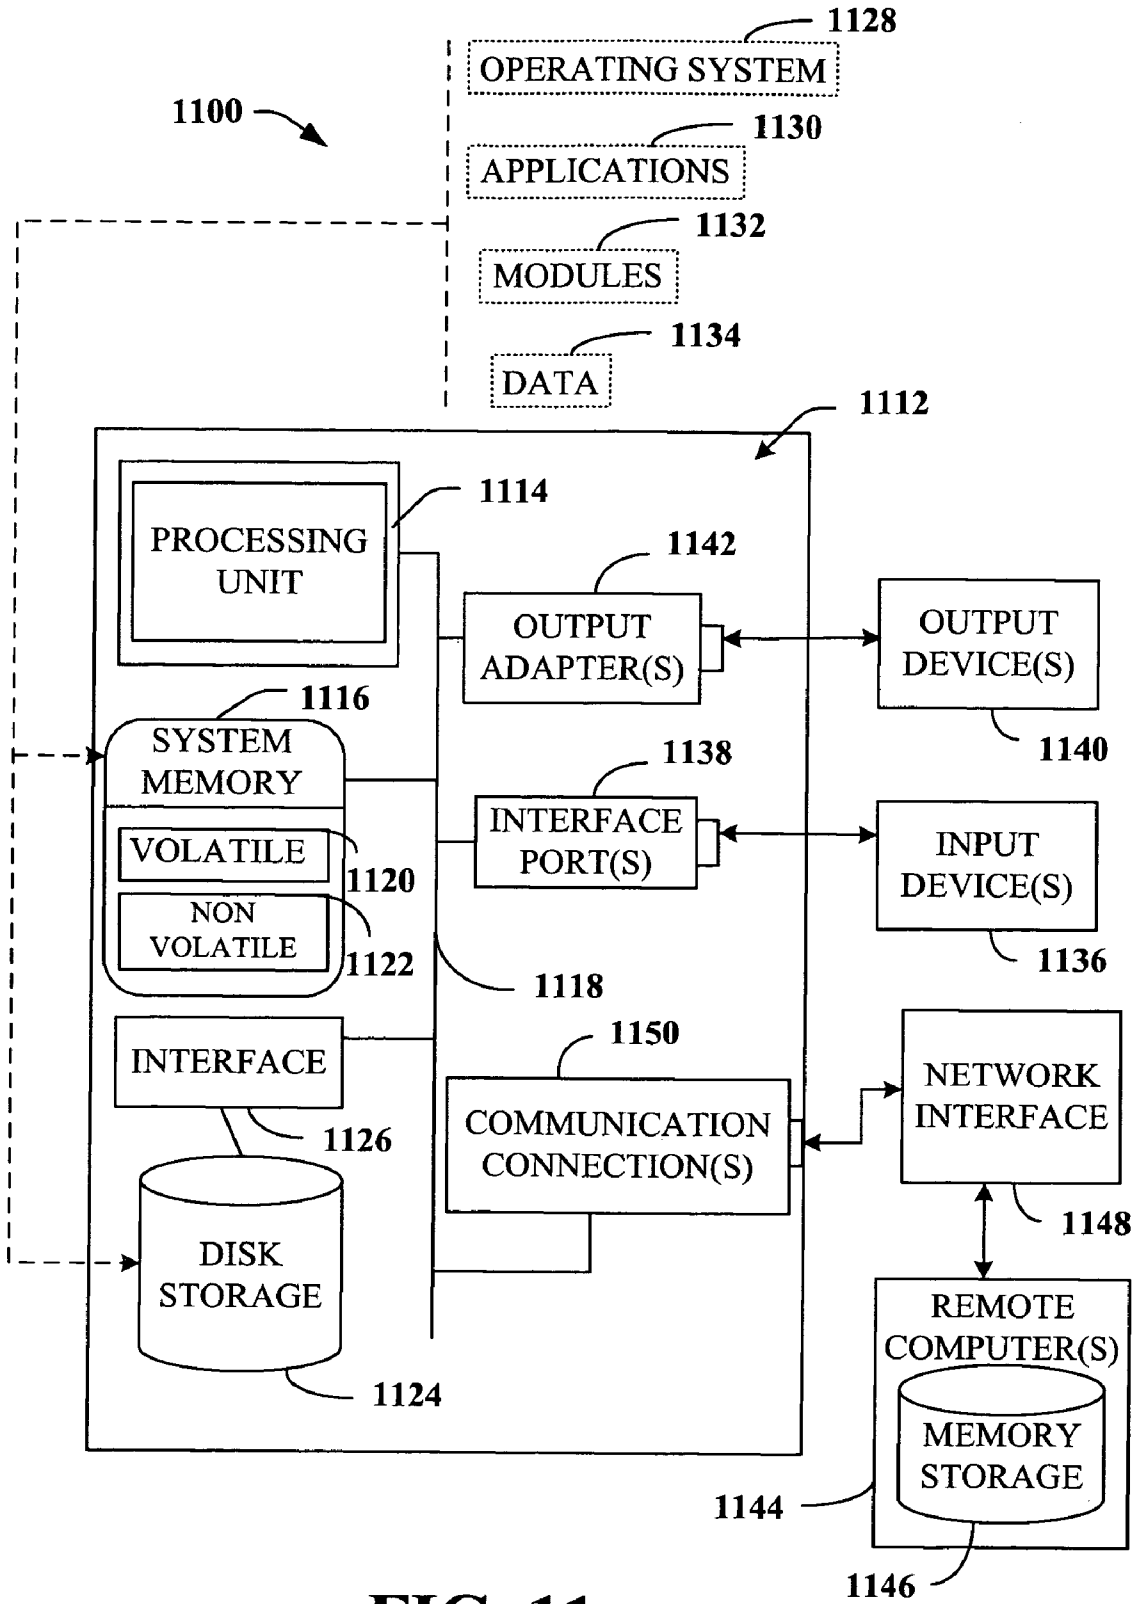 1128
OPERATING SYSTEM
1100
1130
APPLICATIONS
1132
MODULES
1134
DATA
1112
1114
PROCESSING
UNIT
1142
OUTPUT
ADAPTER(S)
OUTPUT
DEVICE(S)
1140
1116
SYSTEM
MEMORY
1138
INTERFACE
PORT(S)
INPUT
DEVICE(S)
1136
VOLATILE
1120
NON
VOLATILE
1122
1118
1150
INTERFACE
1126
COMMUNICATION
CONNECTION(S)
NETWORK
INTERFACE
1148
DISK
STORAGE
1124
REMOTE
COMPUTER(S)
MEMORY
STORAGE
1144
1146
FIG. 11